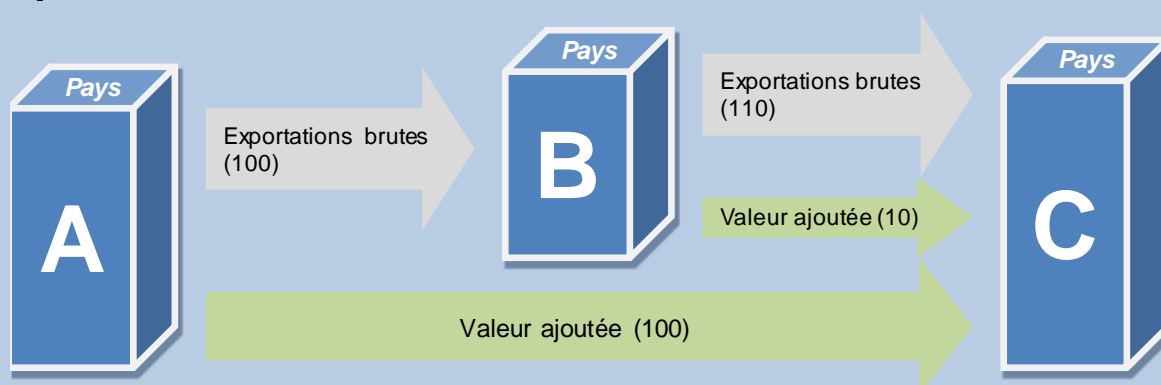 Pays
A
Exportations brutes
(100)
Pays
B
Exportations brutes
(110)
Valeur ajoutée (10)
Pays
C
Valeur ajoutée (100)